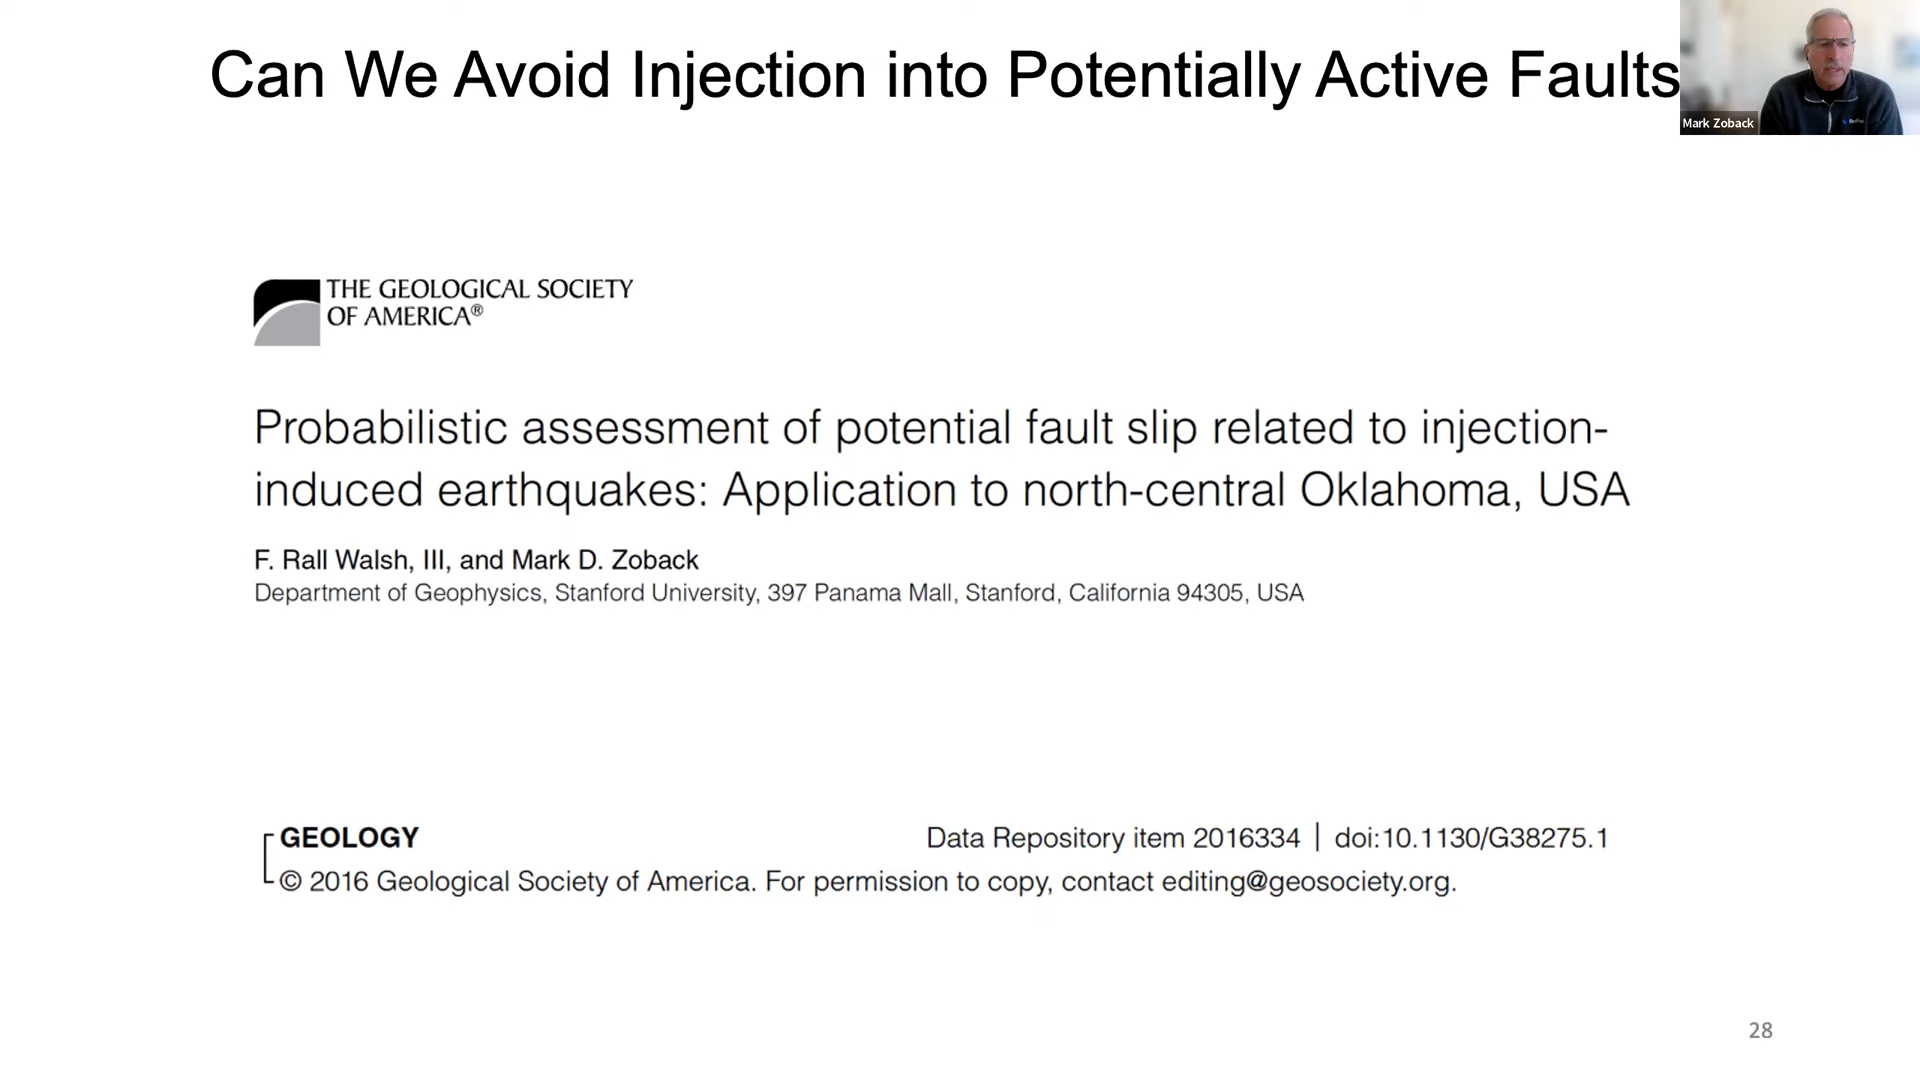 Can We Avoid Injection into Potentially Active Faults
Mark Zoback
THE GEOLOGICAL SOCIETY
OF AMERICA®
Probabilistic assessment of potential fault slip related to injection-
induced earthquakes: Application to north-central Oklahoma, USA
F. Rall Walsh, III, and Mark D. Zoback
Department of Geophysics, Stanford University, 397 Panama Mall, Stanford, California 94305, USA
GEOLOGY
Data Repository item 2016334 | doi:10.1130/G38275.1
© 2016 Geological Society of America. For permission to copy, contact editing@geosociety.org.
28